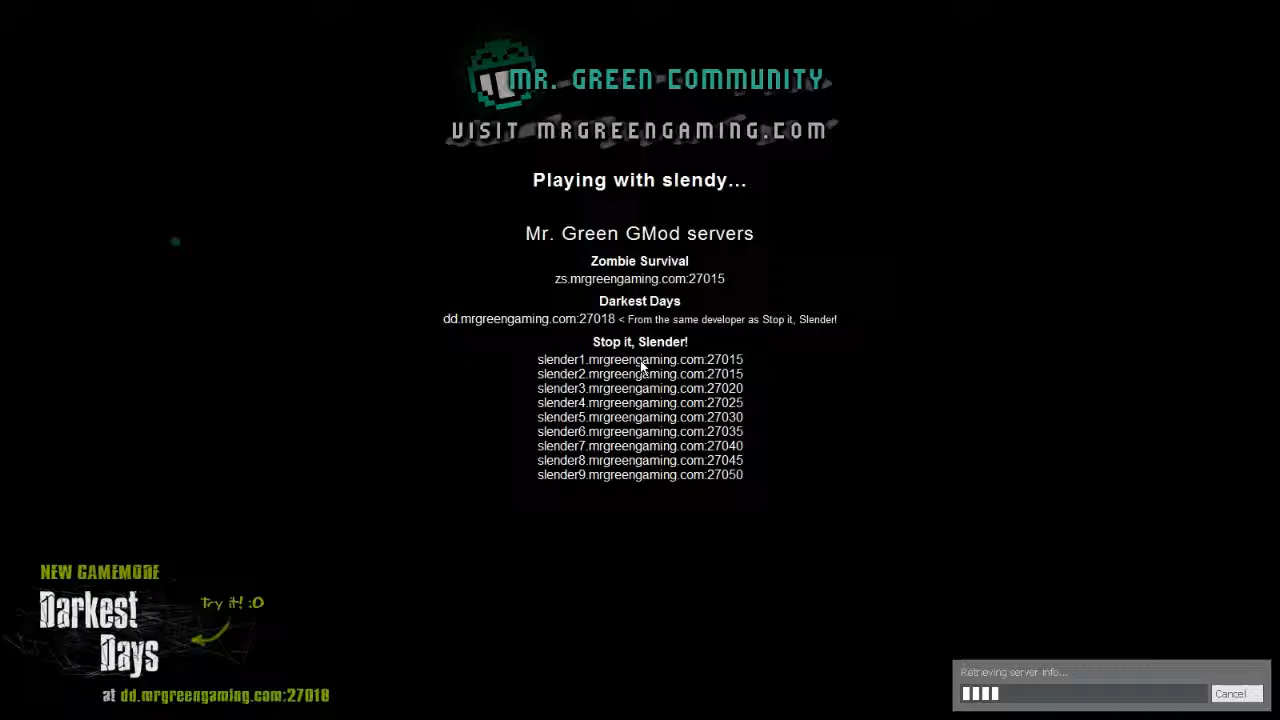 MR. GREEN COMMUNITY
VISIT MRGREENGAMING.COM
Playing with slendy...
Mr. Green GMod servers
Zombie Survival
zs.mrgreengaming.com:27015
Darkest Days
dd.mrgreengaming.com:27018 < From the same developer as Stop it, Slender!
Stop it, Slender!
slender1.mrgreengaming.com:27015
slender2.mrgreengaming.com:27015
slender3.mrgreengaming.com:27020
slender4.mrgreengaming.com:27025
slender5.mrgreengaming.com:27030
slender6.mrgreengaming.com:27035
slender7.mrgreengaming.com:27040
slender8.mrgreengaming.com:27045
slender9.mrgreengaming.com:27050
NEW GAMEMODE
Darkest
Days
Try it! :O
at dd.mrgreengaming.com:27018
Retrieving server info...
Cancel